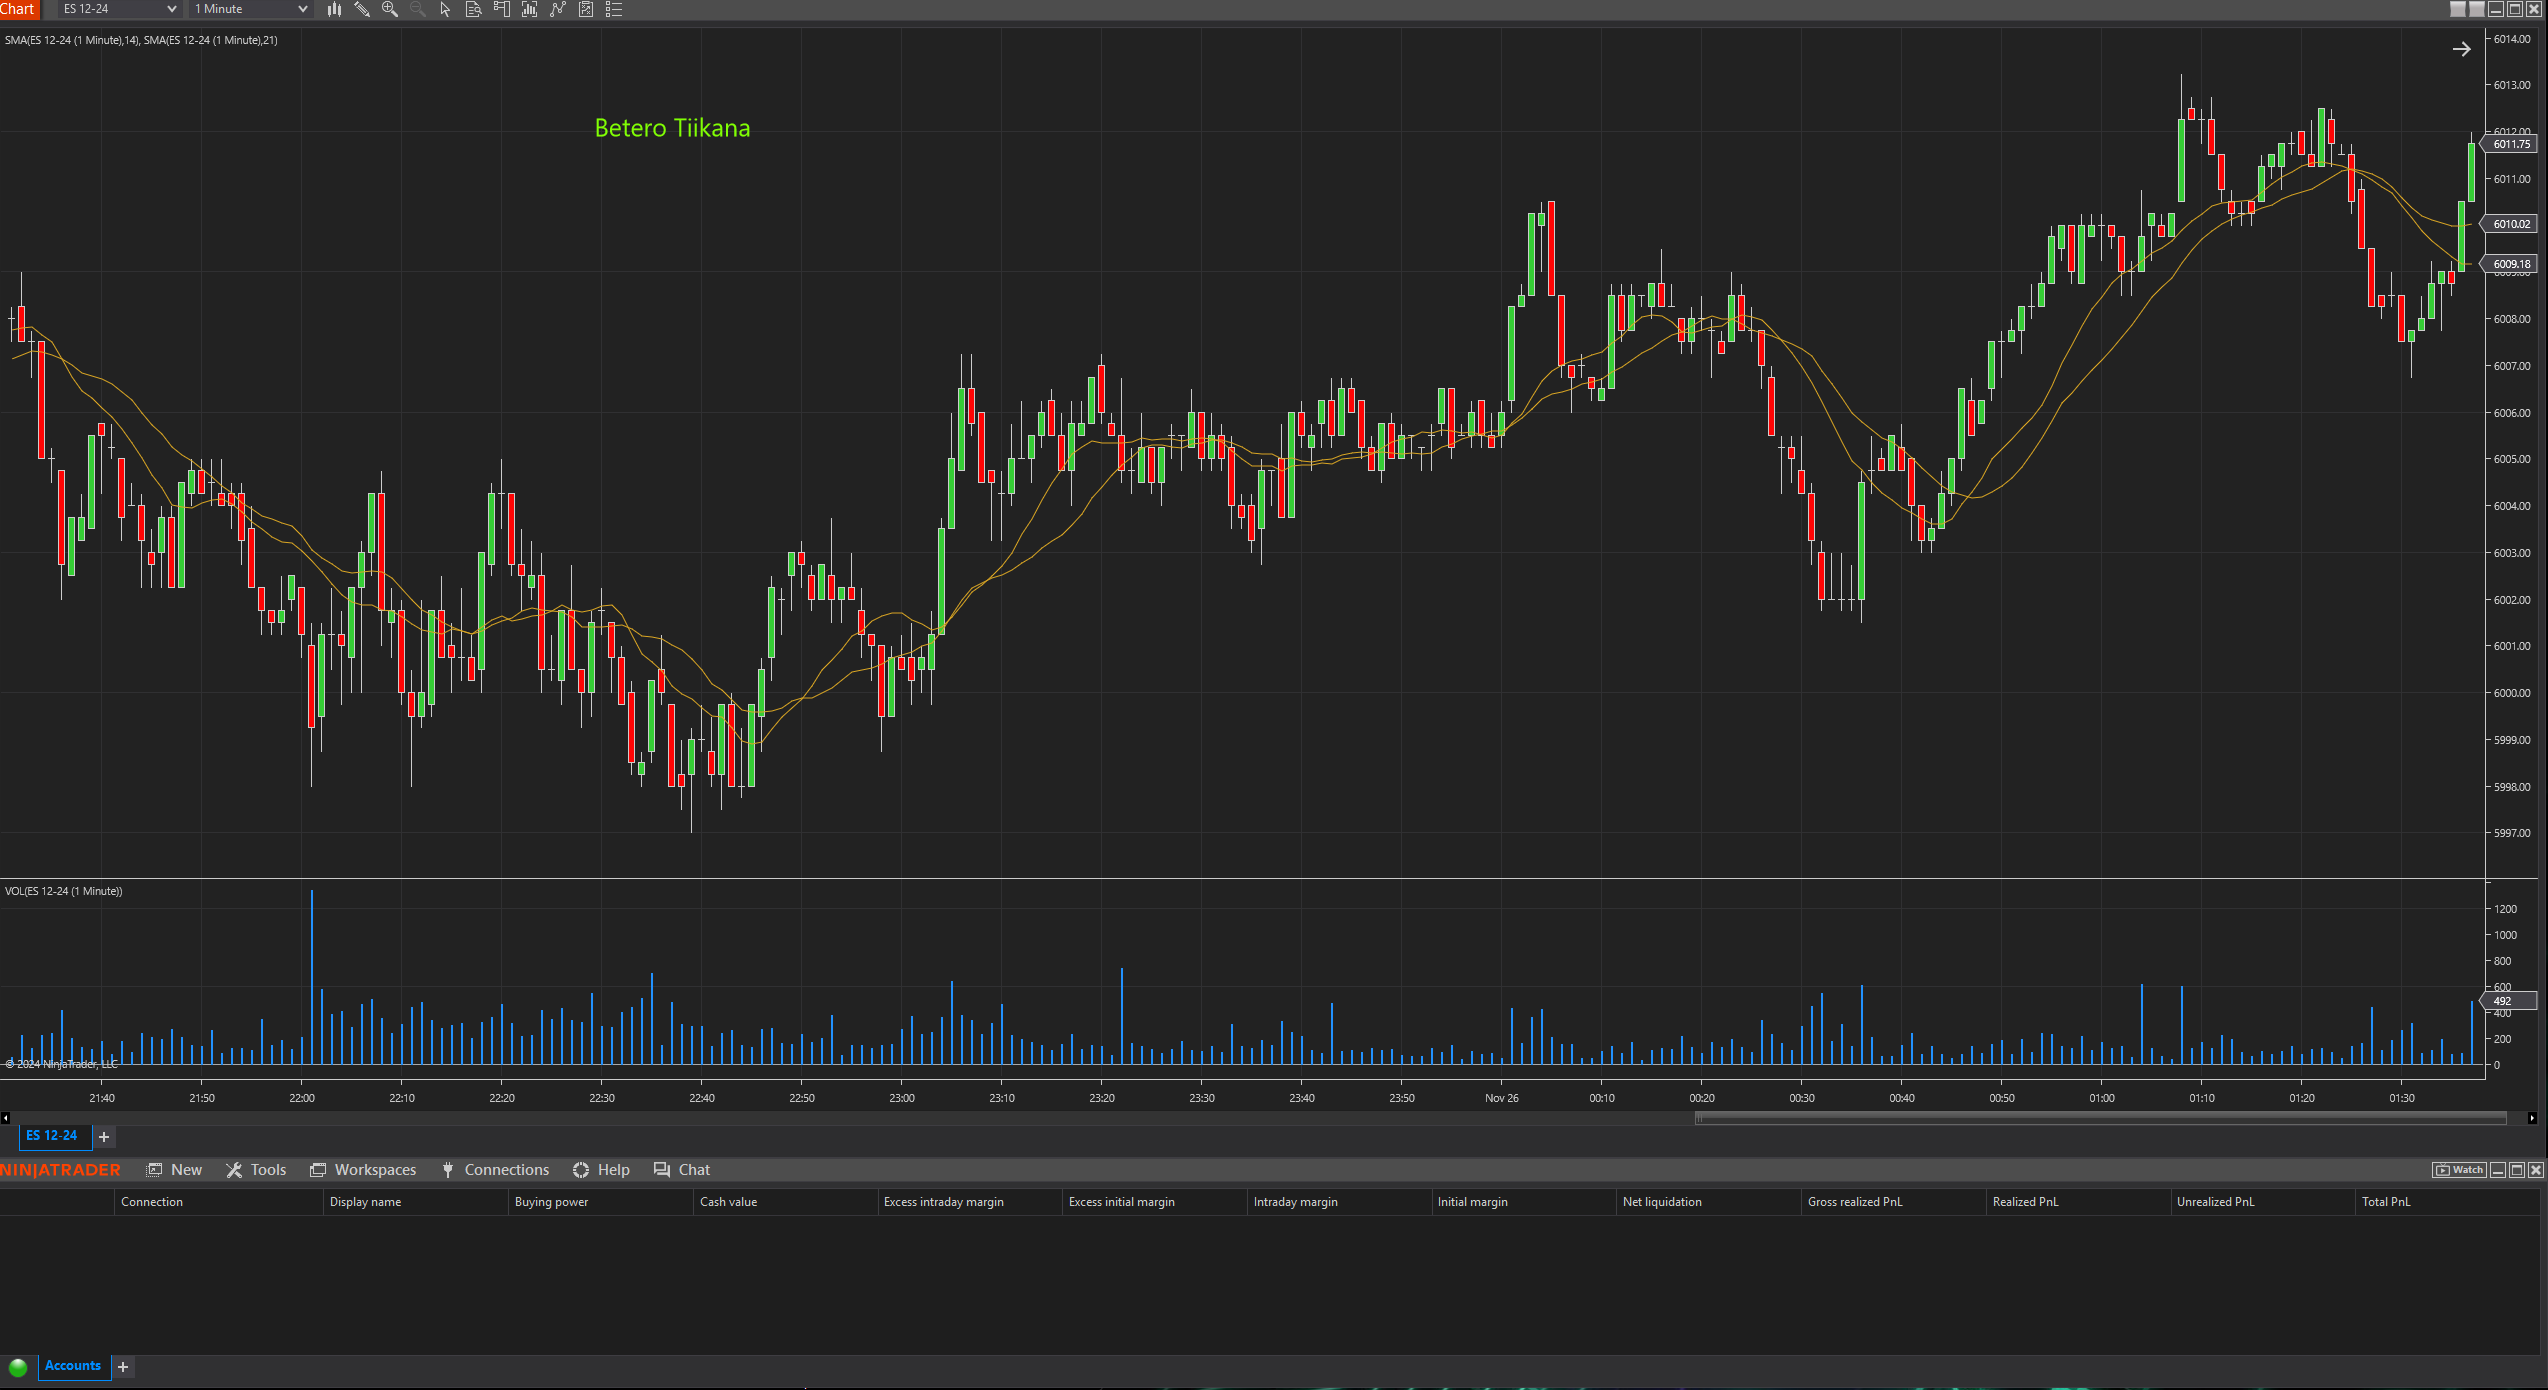 Chart ES 12-24 1 Minute
SMA(ES 12-24 (1 Minute),14), SMA(ES 12-24 (1 Minute),21)
Betero Tiikana
6014.00
6013.00
6012.00
6011.75
6011.00
6010.02
6009.18
6008.00
6007.00
6006.00
6005.00
6004.00
6003.00
6002.00
6001.00
6000.00
5999.00
5998.00
5997.00
VOL(ES 12-24 (1 Minute))
1200
1000
800
600
492
400
200
0
© 2024 NinjaTrader, LLC
21:40 21:50 22:00 22:10 22:20 22:30 22:40 22:50 23:00 23:10 23:20 23:30 23:40 23:50 Nov 26 00:10 00:20 00:30 00:40 00:50 01:00 01:10 01:20 01:30
ES 12-24
NINJATRADER New Tools Workspaces Connections Help Chat Watch
Connection Display name Buying power Cash value Excess intraday margin Excess initial margin Intraday margin Initial margin Net liquidation Gross realized PnL Realized PnL Unrealized PnL Total PnL
Accounts